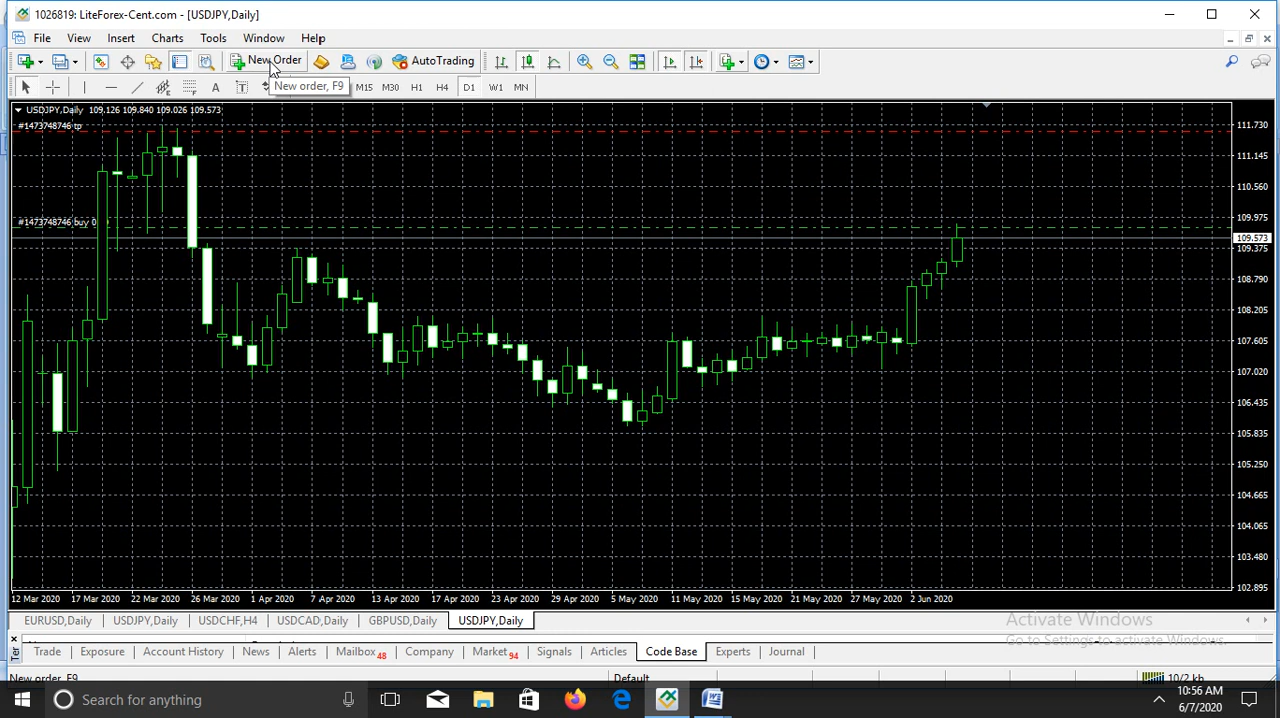 1026819: LiteForex-Cent.com - [USDJPY,Daily]
File View Insert Charts Tools Window Help
New Order AutoTrading
A T New order, F9 M15 M30 H1 H4 D1 W1 MN
USDJPY,Daily 109.126 109.840 109.026 109.573
#1473748746 tp
#1473748746 buy 0
111.730
111.145
110.560
109.975
109.573
109.375
108.790
108.205
107.605
107.020
106.435
105.835
105.250
104.665
104.065
103.480
102.895
12 Mar 2020 17 Mar 2020 22 Mar 2020 26 Mar 2020 1 Apr 2020 7 Apr 2020 13 Apr 2020 17 Apr 2020 23 Apr 2020 29 Apr 2020 5 May 2020 11 May 2020 15 May 2020 21 May 2020 27 May 2020 2 Jun 2020
EURUSD,Daily USDJPY,Daily USDCHF,H4 USDCAD,Daily GBPUSD,Daily USDJPY,Daily
Activate Windows
Go to Settings to activate Windows.
Ter
Trade Exposure Account History News Alerts Mailbox 48 Company Market 94 Signals Articles Code Base Experts Journal
New order, F9 Default 10/2 kb
Search for anything
10:56 AM
6/7/2020